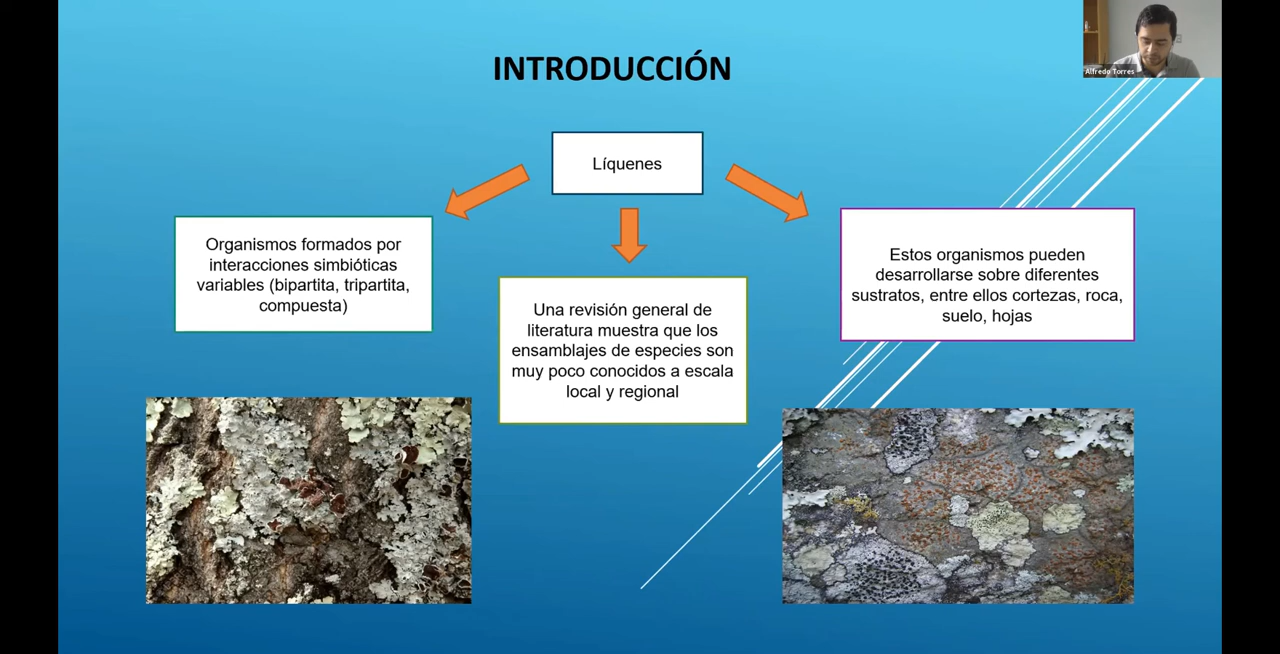 INTRODUCCIÓN
Alfredo Torres
Líquenes
Organismos formados por
interacciones simbióticas
variables (bipartita, tripartita,
compuesta)
Una revisión general de
literatura muestra que los
ensamblajes de especies son
muy poco conocidos a escala
local y regional
Estos organismos pueden
desarrollarse sobre diferentes
sustratos, entre ellos cortezas, roca,
suelo, hojas